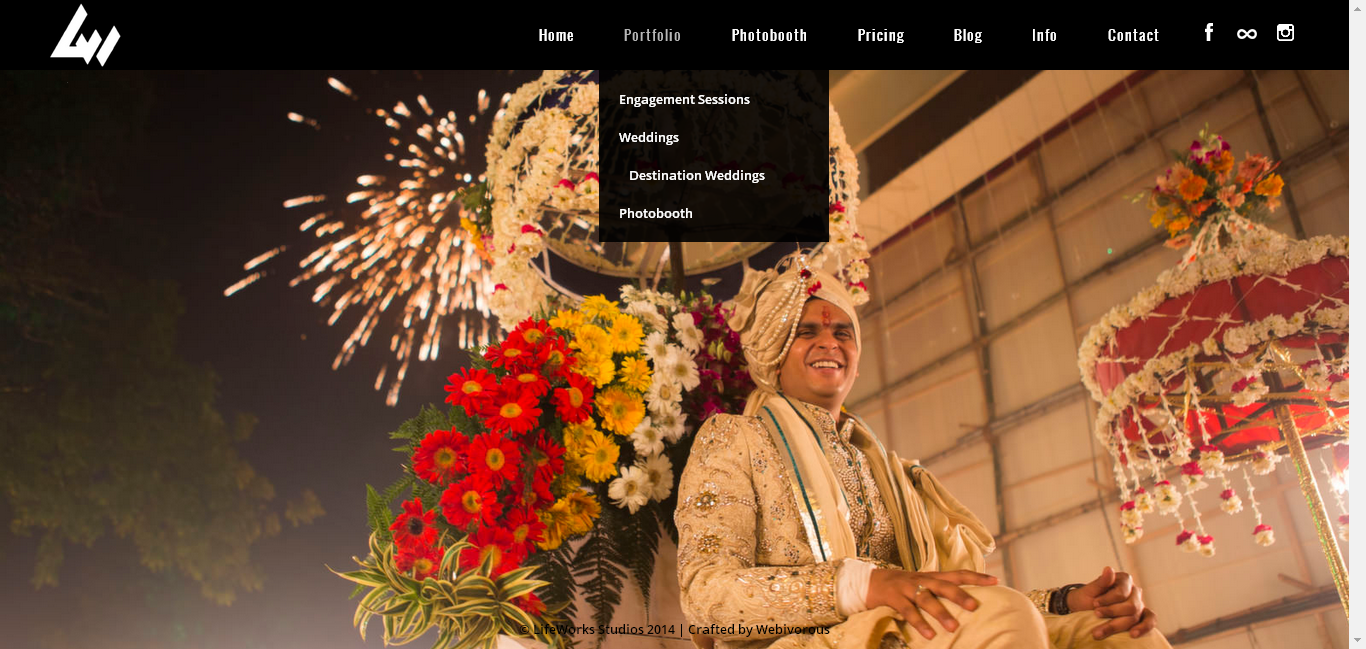 Home Portfolio Photobooth Pricing Blog Info Contact
Engagement Sessions
Weddings
Destination Weddings
Photobooth
© LifeWorks Studios 2014 | Crafted by Webivorous